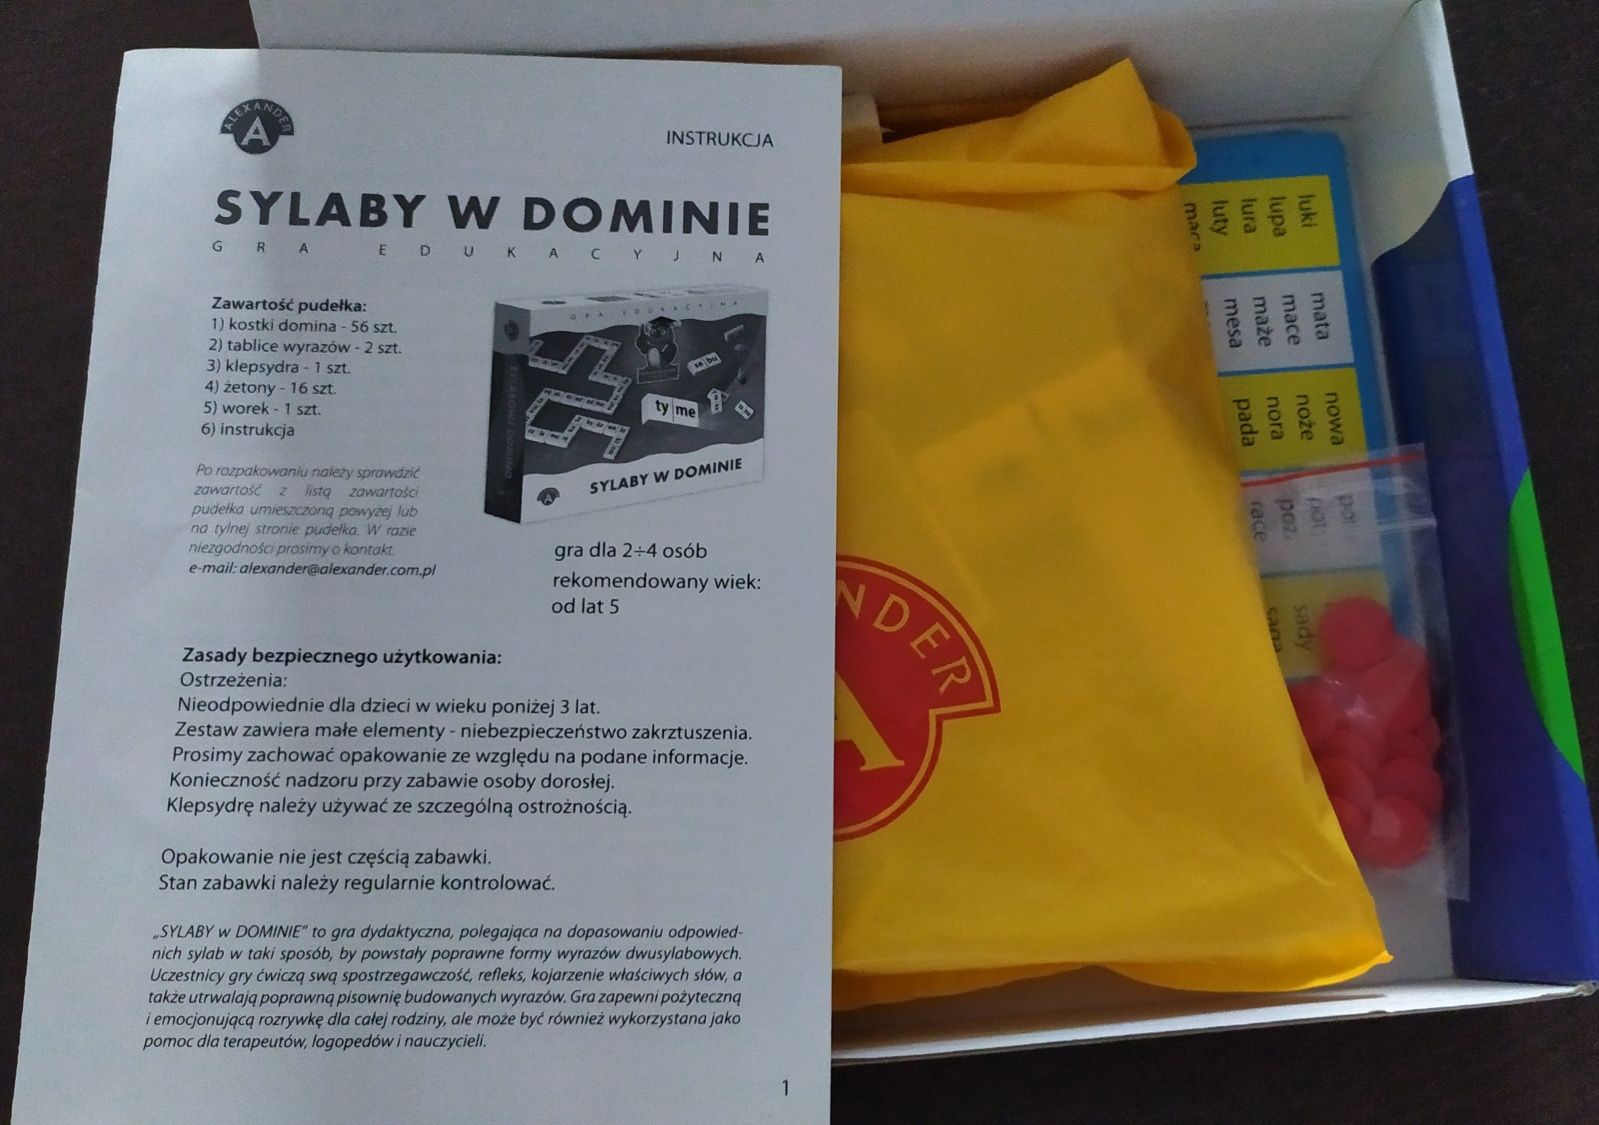 ALEXANDER
A
INSTRUKCJA
SYLABY W DOMINIE
GRA EDUKACYJNA
Zawartość pudełka:
1) kostki domina - 56 szt.
2) tablice wyrazów - 2 szt.
3) klepsydra - 1 szt.
4) żetony - 16 szt.
5) worek - 1 szt.
6) instrukcja
Po rozpakowaniu należy sprawdzić
zawartość z listą zawartości
pudełka umieszczoną powyżej lub
na tylnej stronie pudełka. W razie
niezgodności prosimy o kontakt.
e-mail: alexander@alexander.com.pl
GRA EDUKACYJNA
sa bu
ty me
SYLABOWE DOMINO
SYLABY W DOMINIE
A
gra dla 2÷4 osób
rekomendowany wiek:
od lat 5
Zasady bezpiecznego użytkowania:
Ostrzeżenia:
Nieodpowiednie dla dzieci w wieku poniżej 3 lat.
Zestaw zawiera małe elementy - niebezpieczeństwo zakrztuszenia.
Prosimy zachować opakowanie ze względu na podane informacje.
Konieczność nadzoru przy zabawie osoby dorosłej.
Klepsydrę należy używać ze szczególną ostrożnością.
Opakowanie nie jest częścią zabawki.
Stan zabawki należy regularnie kontrolować.
„SYLABY w DOMINIE” to gra dydaktyczna, polegająca na dopasowaniu odpowied-
nich sylab w taki sposób, by powstały poprawne formy wyrazów dwusylabowych.
Uczestnicy gry ćwiczą swą spostrzegawczość, refleks, kojarzenie właściwych słów, a
także utrwalają poprawną pisownię budowanych wyrazów. Gra zapewni pożyteczną
i emocjonującą rozrywkę dla całej rodziny, ale może być również wykorzystana jako
pomoc dla terapeutów, logopedów i nauczycieli.
1
NDER
A
luki
lupa
lura
luty
maca
mata
mace
maże
mesa
nowa
noże
nora
pada
race
sady
saga